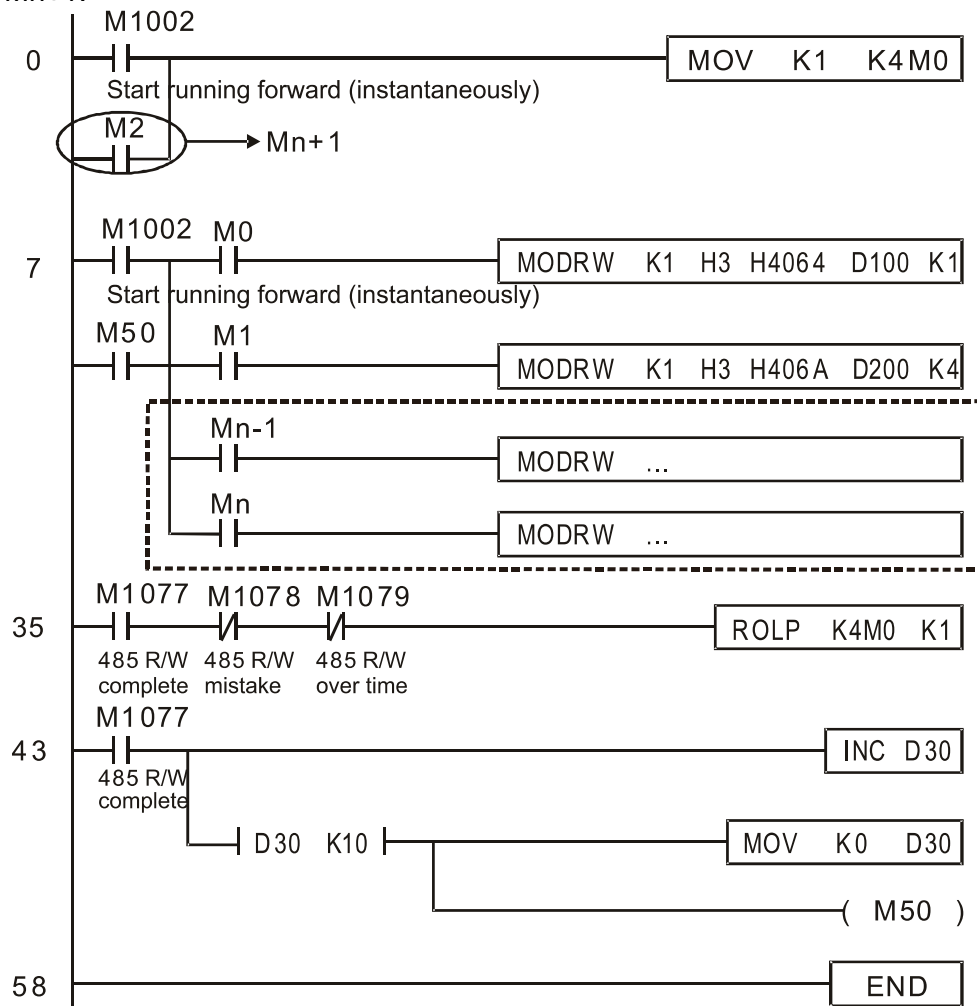 M1002
0 MOV K1 K4M0
Start running forward (instantaneously)
M2
Mn+1
M1002 M0
7 MODRW K1 H3 H4064 D100 K1
Start running forward (instantaneously)
M50 M1
MODRW K1 H3 H406A D200 K4
Mn-1
MODRW ...
Mn
MODRW ...
M1077 M1078 M1079
35 ROLP K4M0 K1
485 R/W 485 R/W 485 R/W
complete mistake over time
M1077
43 INC D30
485 R/W
complete
D30 K10 MOV K0 D30
( M50 )
58 END